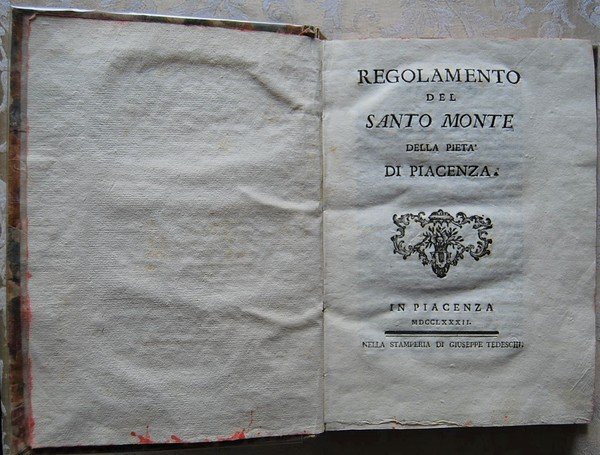 REGOLAMENTO
DEL
SANTO MONTE
DELLA PIETA'
DI PIACENZA.
IN PIACENZA
MDCCLXXXII.
NELLA STAMPERIA DI GIUSEPPE TEDESCHI.